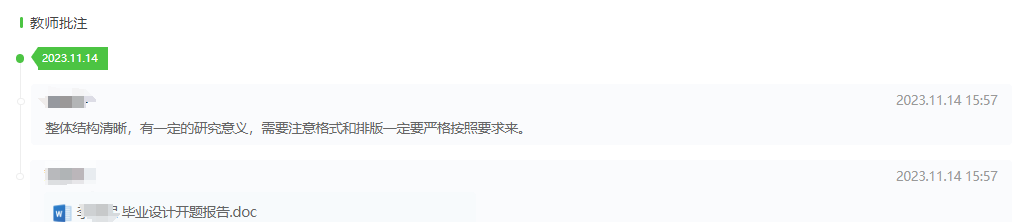 教师批注
2023.11.14
2023.11.14 15:57
整体结构清晰，有一定的研究意义，需要注意格式和排版一定要严格按照要求来。
2023.11.14 15:57
毕业设计开题报告.doc